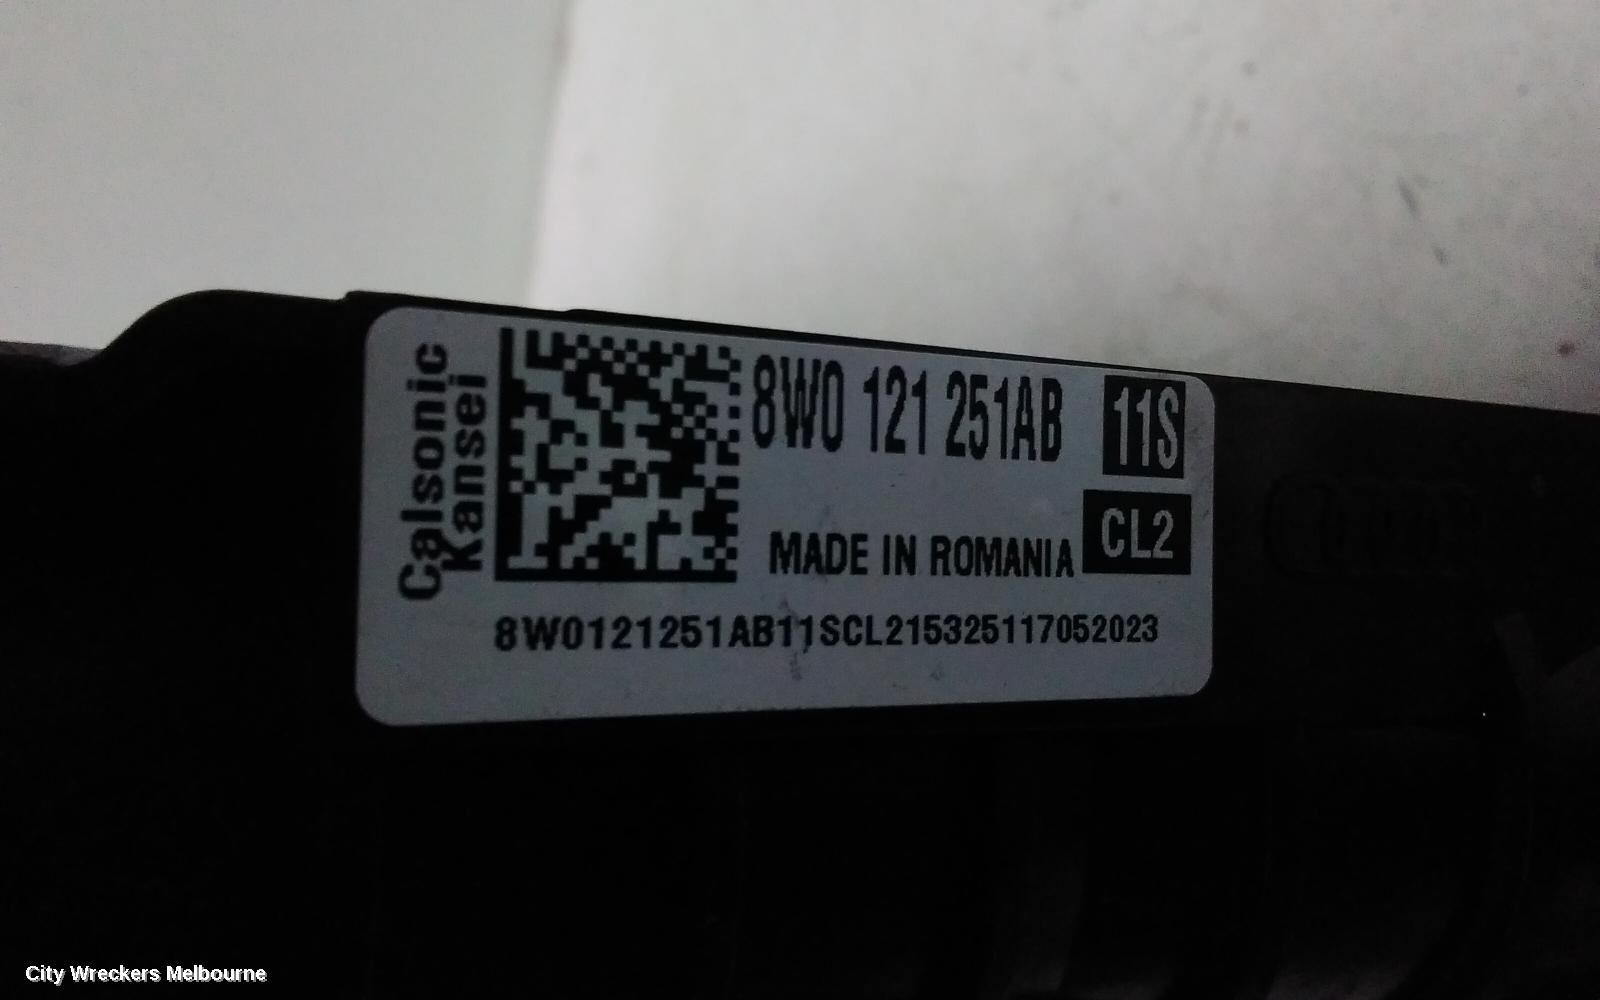 Calsonic
Kansei
8W0 121 251AB
11S
MADE IN ROMANIA
CL2
8W0121251AB11SCL215325117052023
City Wreckers Melbourne